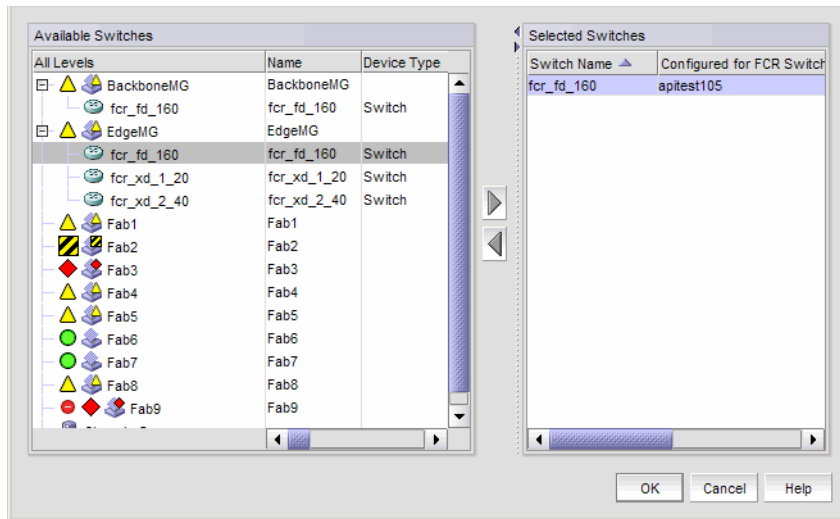 Available Switches
All Levels Name Device Type
BackboneMG BackboneMG
fcr_fd_160 fcr_fd_160 Switch
EdgeMG EdgeMG
fcr_fd_160 fcr_fd_160 Switch
fcr_xd_1_20 fcr_xd_1_20 Switch
fcr_xd_2_40 fcr_xd_2_40 Switch
Fab1 Fab1
Fab2 Fab2
Fab3 Fab3
Fab4 Fab4
Fab5 Fab5
Fab6 Fab6
Fab7 Fab7
Fab8 Fab8
Fab9 Fab9
Selected Switches
Switch Name Configured for FCR Switch
fcr_fd_160 apitest105
OK Cancel Help